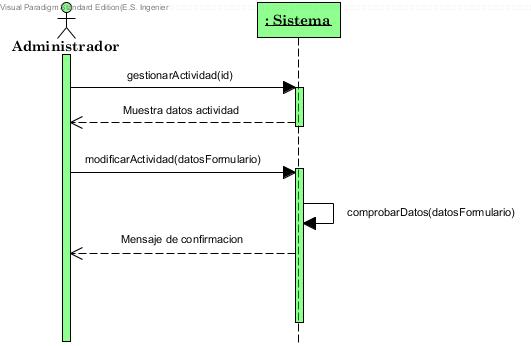 Visual Paradigm Standard Edition(E.S. Ingenier
: Sistema
Administrador
gestionarActividad(id)
Muestra datos actividad
modificarActividad(datosFormulario)
comprobarDatos(datosFormulario)
Mensaje de confirmacion